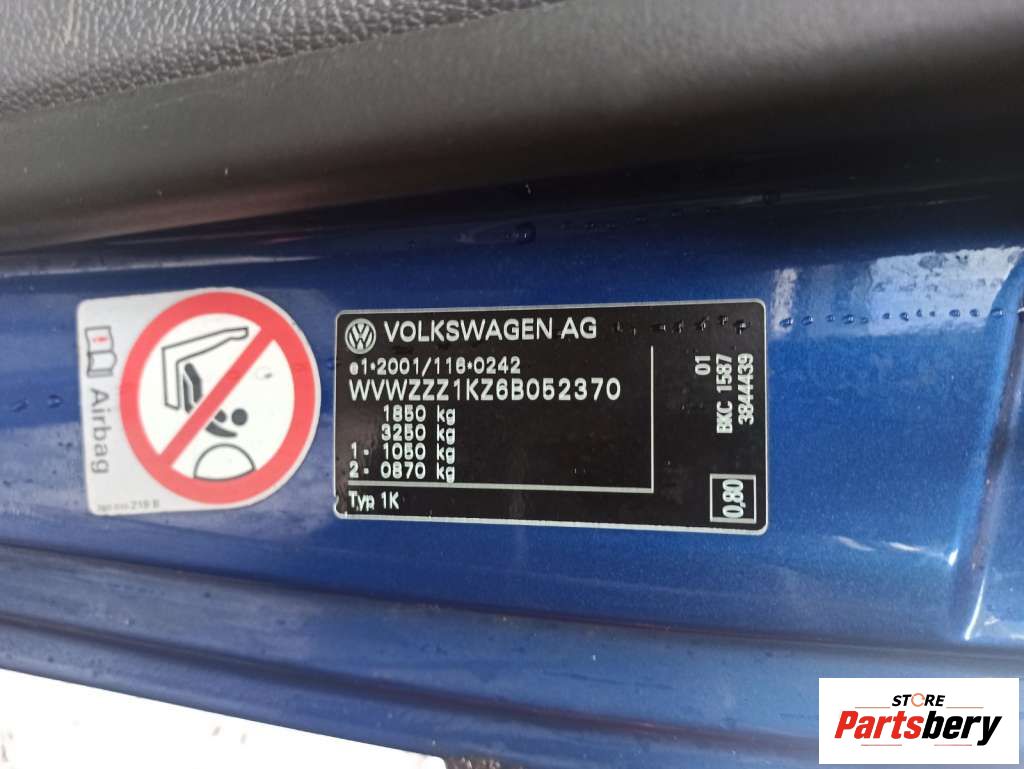 VOLKSWAGEN AG
e1*2001/116*0242
WVWZZZ1KZ6B052370
1850 kg
3250 kg
1 - 1050 kg
2 - 0870 kg
Typ 1K
01
BKC 1587
3844439
0,80
Airbag
219 B
STORE
Partsbery